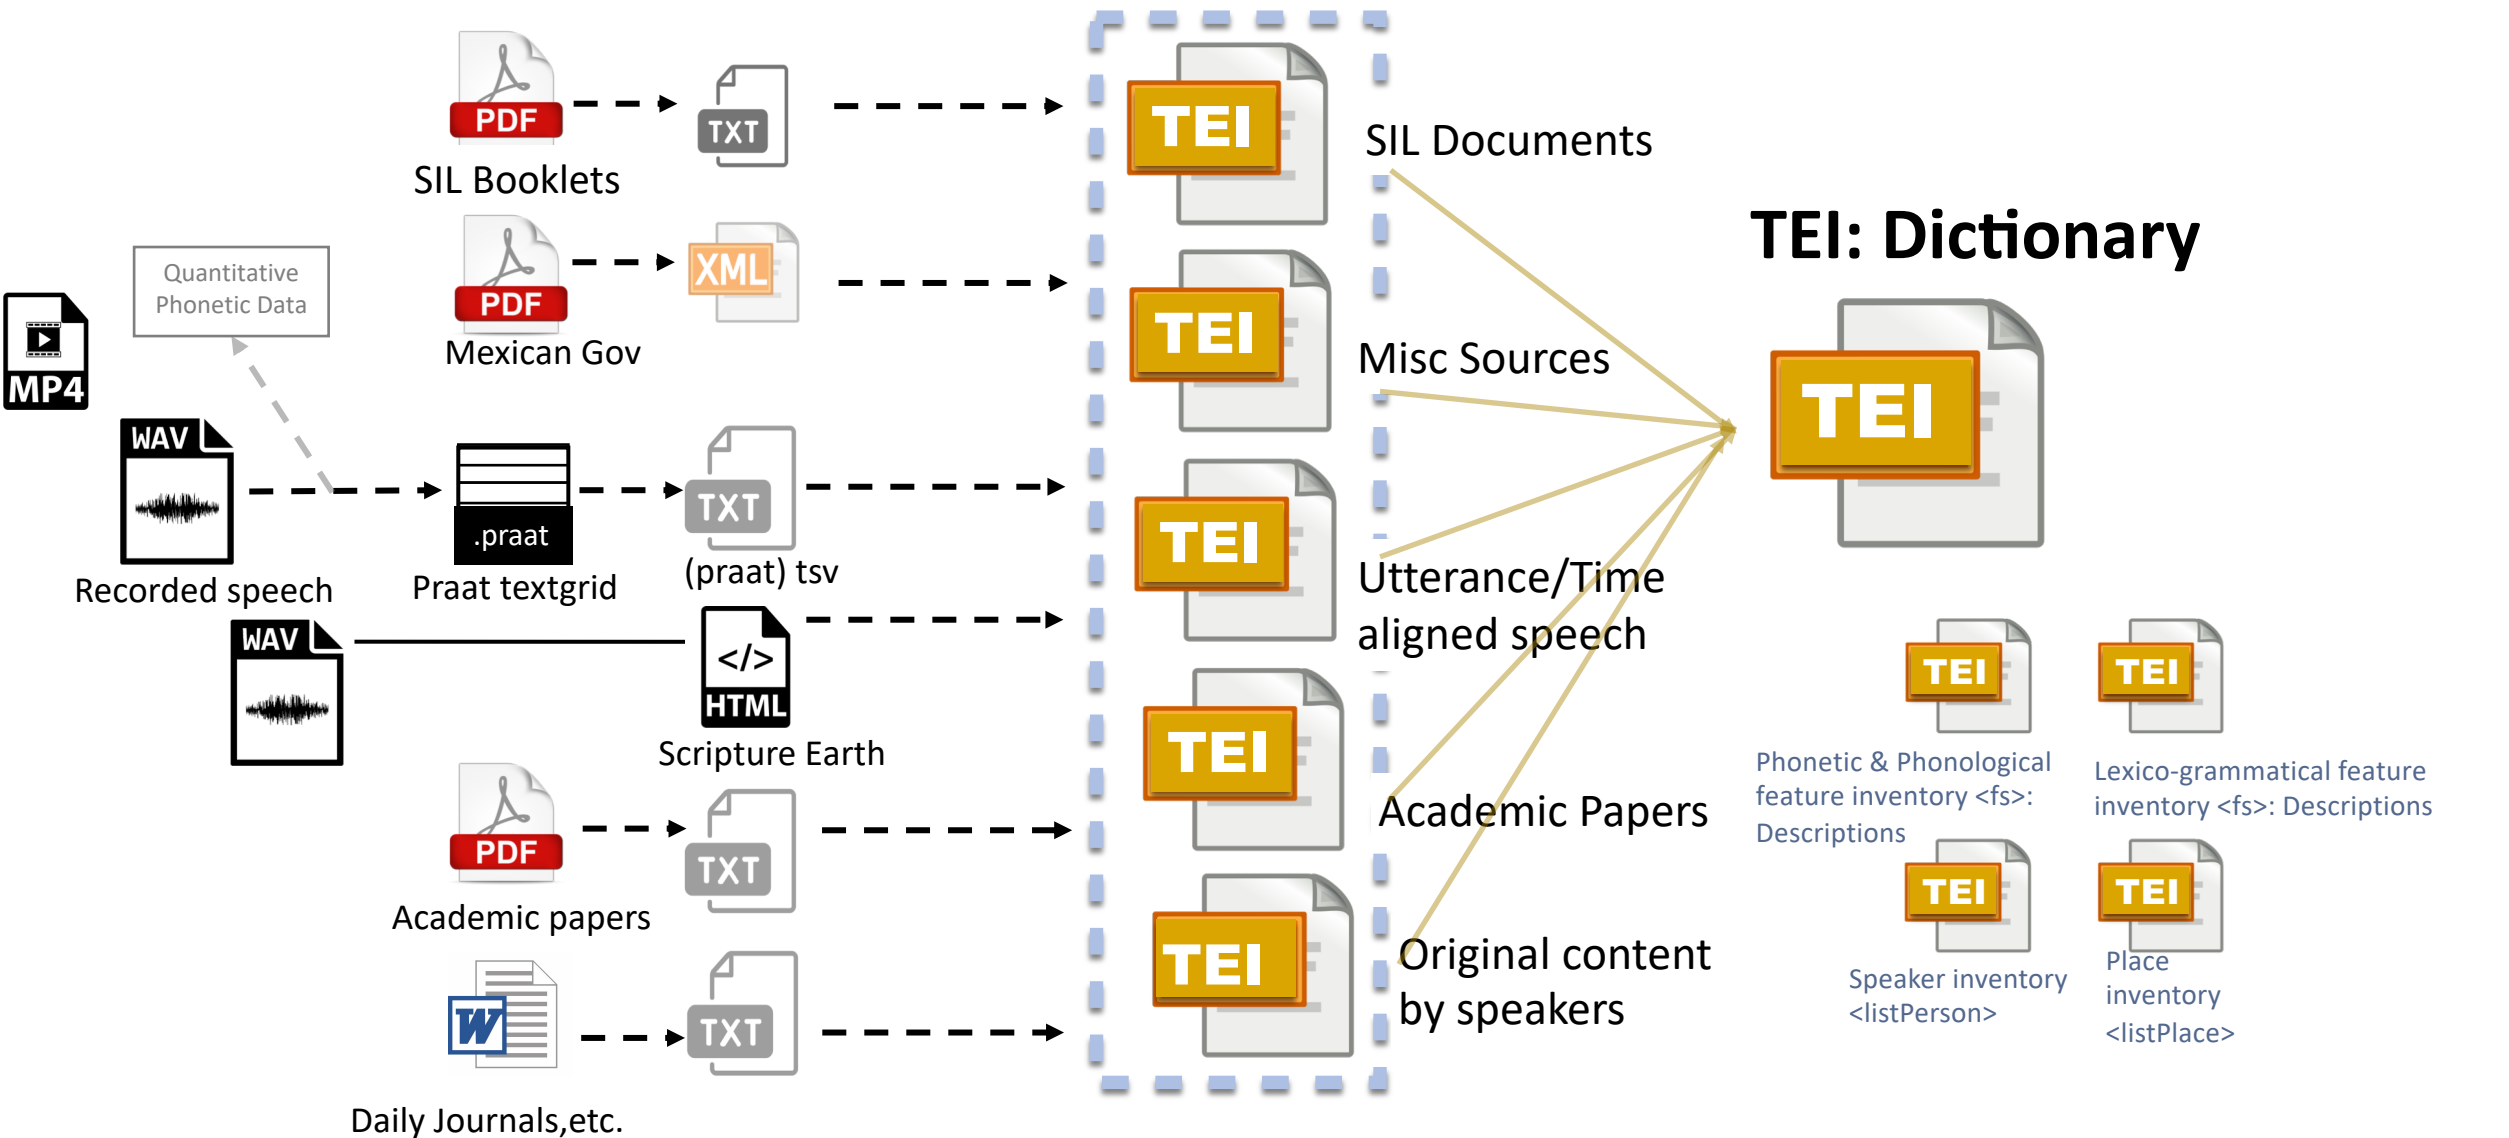 PDF
TXT
SIL Booklets
PDF
XML
Mexican Gov
Quantitative
Phonetic Data
MP4
WAV
Recorded speech
.praat
Praat textgrid
TXT
(praat) tsv
WAV
</>
HTML
Scripture Earth
PDF
TXT
Academic papers
W
TXT
Daily Journals,etc.
TEI
SIL Documents
TEI
Misc Sources
TEI
Utterance/Time
aligned speech
TEI
Academic Papers
TEI
Original content
by speakers
TEI: Dictionary
TEI
TEI
Phonetic & Phonological
feature inventory <fs>:
Descriptions
TEI
Lexico-grammatical feature
inventory <fs>: Descriptions
TEI
Speaker inventory
<listPerson>
TEI
Place
inventory
<listPlace>